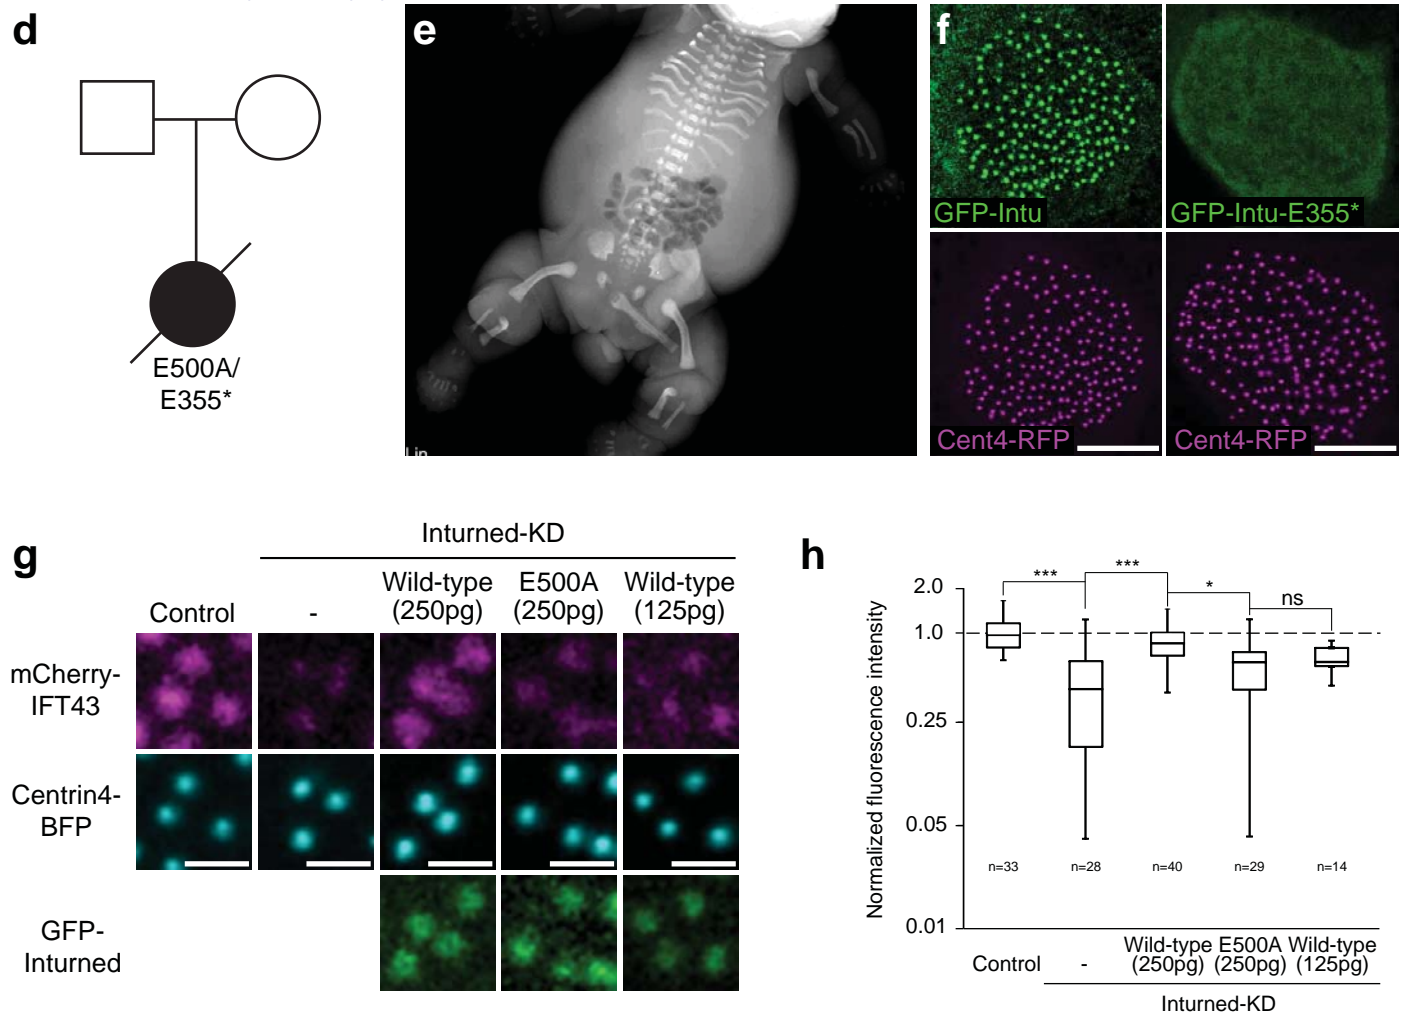 d
E500A/
E355*
e
Lin
f
GFP-Intu
GFP-Intu-E355*
Cent4-RFP
Cent4-RFP
g
Inturned-KD
Control
-
Wild-type
(250pg)
E500A
(250pg)
Wild-type
(125pg)
mCherry-
IFT43
Centrin4-
BFP
GFP-
Inturned
h
Normalized fluorescence intensity
2.0
1.0
0.25
0.05
0.01
***
***
*
ns
n=33
n=28
n=40
n=29
n=14
Control
-
Wild-type
(250pg)
E500A
(250pg)
Wild-type
(125pg)
Inturned-KD